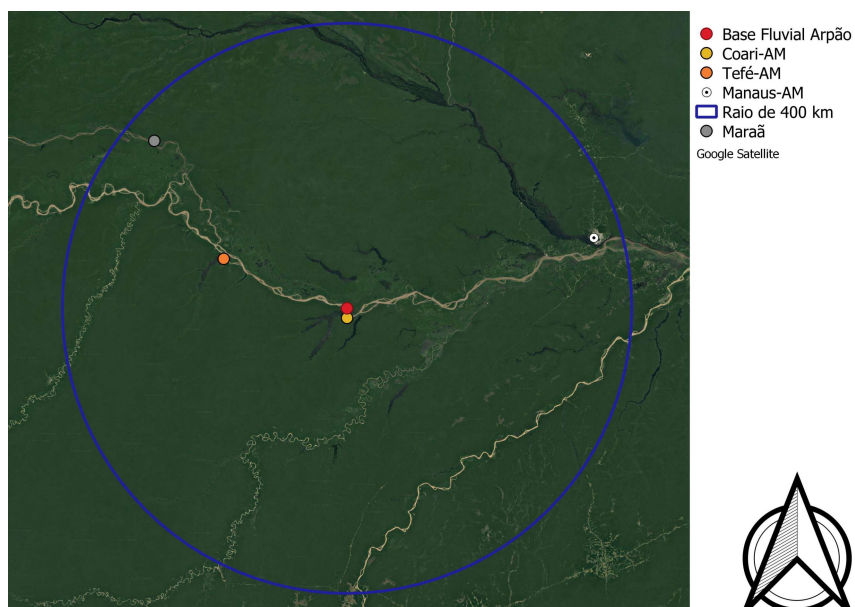 Base Fluvial Arpão
Coari-AM
Tefé-AM
Manaus-AM
Raio de 400 km
Maraã
Google Satellite